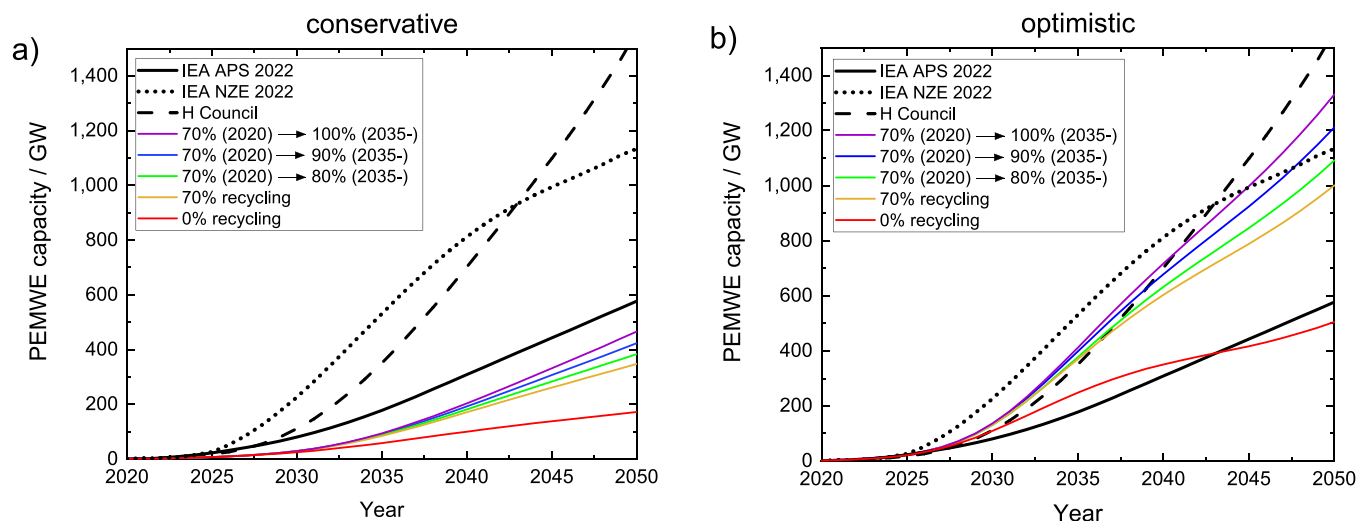 conservative
a)
1,400
1,200
1,000
800
600
400
200
0
PEMWE capacity / GW
IEA APS 2022
IEA NZE 2022
H Council
70% (2020) → 100% (2035-)
70% (2020) → 90% (2035-)
70% (2020) → 80% (2035-)
70% recycling
0% recycling
2020 2025 2030 2035 2040 2045 2050
Year
optimistic
b)
1,400
1,200
1,000
800
600
400
200
0
PEMWE capacity / GW
IEA APS 2022
IEA NZE 2022
H Council
70% (2020) → 100% (2035-)
70% (2020) → 90% (2035-)
70% (2020) → 80% (2035-)
70% recycling
0% recycling
2020 2025 2030 2035 2040 2045 2050
Year